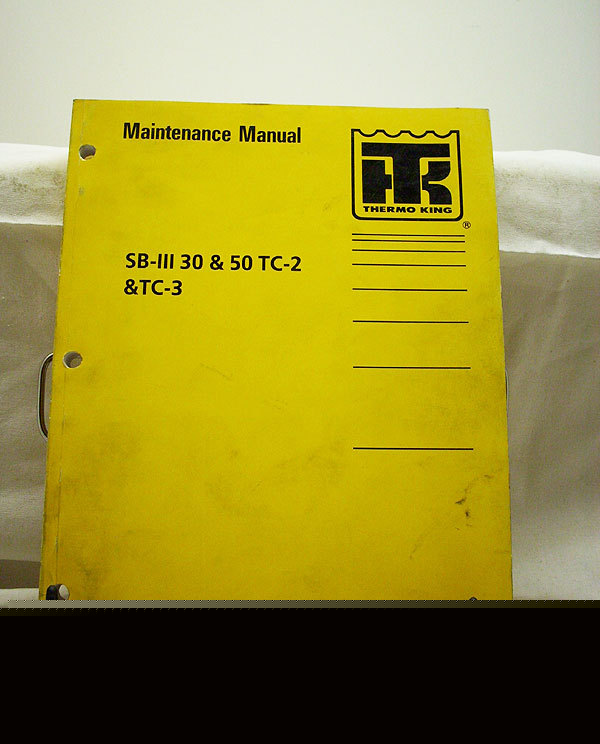 Maintenance Manual
TK
THERMO KING
®
SB-III 30 & 50 TC-2
&TC-3